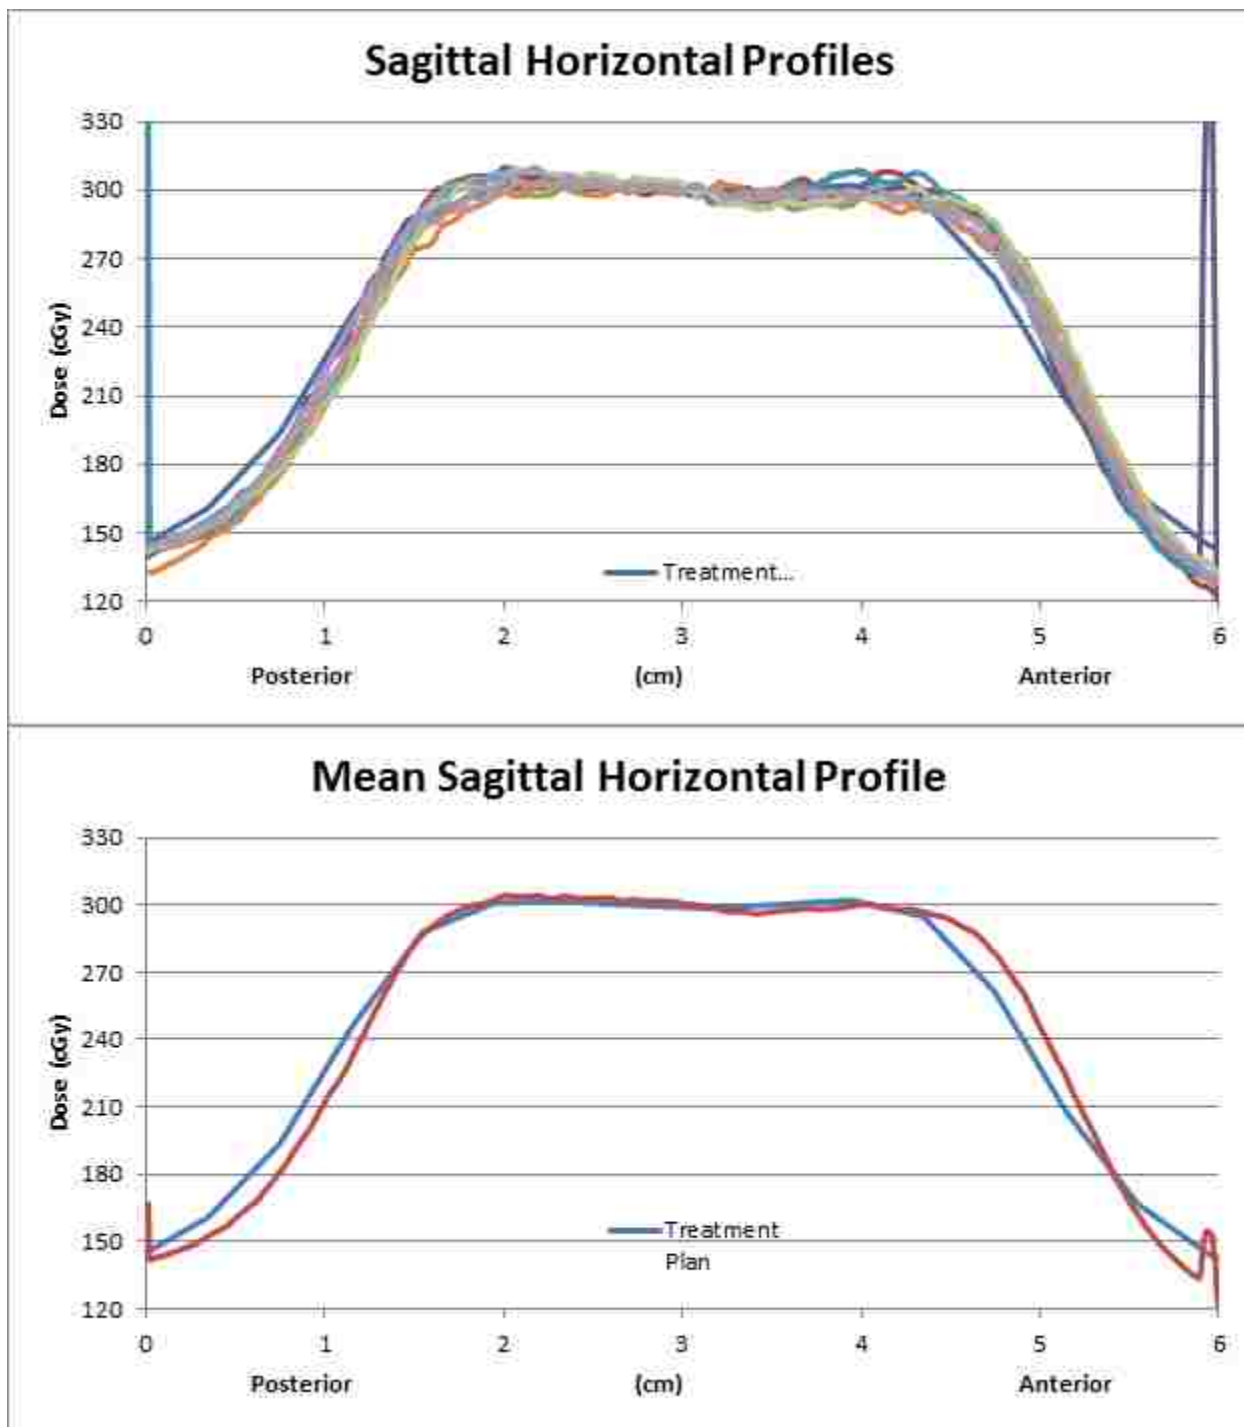 Sagittal Horizontal Profiles
330
300
270
240
210
180
150
120
Dose (cGy)
Treatment...
0 1 2 3 4 5 6
Posterior (cm) Anterior
Mean Sagittal Horizontal Profile
330
300
270
240
210
180
150
120
Dose (cGy)
Treatment
Plan
0 1 2 3 4 5 6
Posterior (cm) Anterior